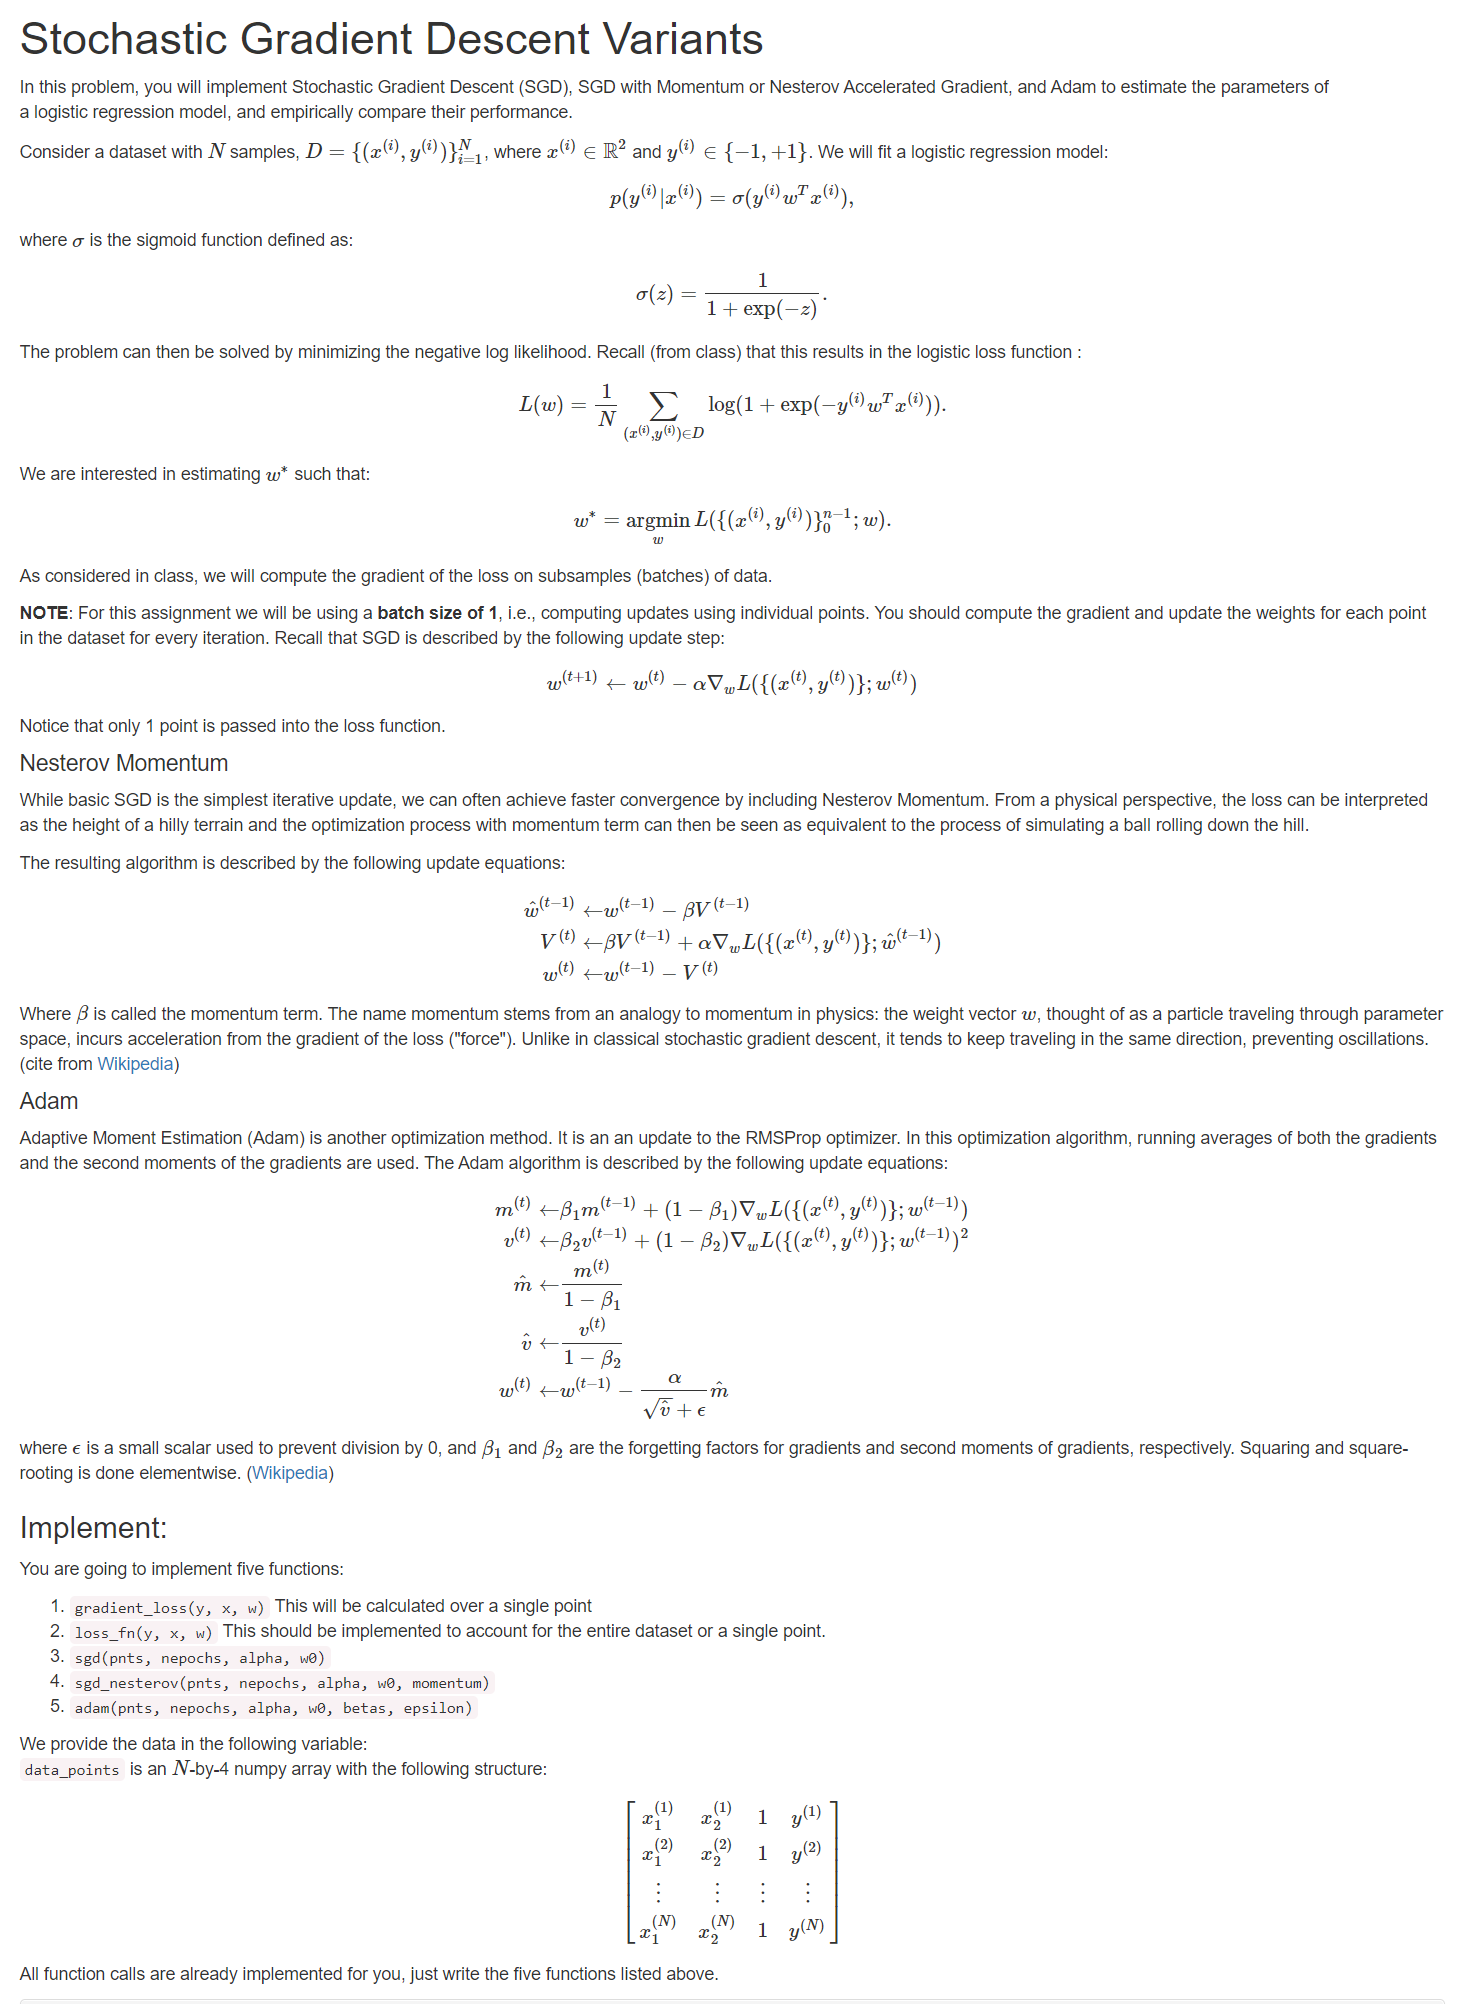 Stochastic Gradient Descent Variants
In this problem, you will implement Stochastic Gradient Descent (SGD), SGD with Momentum or Nesterov Accelerated Gradient, and Adam to estimate the parameters of
a logistic regression model, and empirically compare their performance.
Consider a dataset with $N$ samples, $D = \{(x^{(i)}, y^{(i)})\}_{i=1}^{N}$, where $x^{(i)} \in \mathbb{R}^2$ and $y^{(i)} \in \{-1, +1\}$. We will fit a logistic regression model:
$p(y^{(i)}|x^{(i)}) = \sigma(y^{(i)} w^T x^{(i)}),$
where $\sigma$ is the sigmoid function defined as:
$\sigma(z) = \frac{1}{1 + \exp(-z)}.$
The problem can then be solved by minimizing the negative log likelihood. Recall (from class) that this results in the logistic loss function :
$L(w) = \frac{1}{N} \sum_{(x^{(i)}, y^{(i)}) \in D} \log(1 + \exp(-y^{(i)} w^T x^{(i)})).$
We are interested in estimating $w^*$ such that:
$w^* = \underset{w}{\operatorname{argmin}} L(\{(x^{(i)}, y^{(i)})\}_0^{n-1}; w).$
As considered in class, we will compute the gradient of the loss on subsamples (batches) of data.
NOTE: For this assignment we will be using a batch size of 1, i.e., computing updates using individual points. You should compute the gradient and update the weights for each point
in the dataset for every iteration. Recall that SGD is described by the following update step:
$w^{(t+1)} \leftarrow w^{(t)} - \alpha \nabla_w L(\{(x^{(t)}, y^{(t)})\}; w^{(t)})$
Notice that only 1 point is passed into the loss function.
Nesterov Momentum
While basic SGD is the simplest iterative update, we can often achieve faster convergence by including Nesterov Momentum. From a physical perspective, the loss can be interpreted
as the height of a hilly terrain and the optimization process with momentum term can then be seen as equivalent to the process of simulating a ball rolling down the hill.
The resulting algorithm is described by the following update equations:
$\hat{w}^{(t-1)} \leftarrow w^{(t-1)} - \beta V^{(t-1)}$
$V^{(t)} \leftarrow \beta V^{(t-1)} + \alpha \nabla_w L(\{(x^{(t)}, y^{(t)})\}; \hat{w}^{(t-1)})$
$w^{(t)} \leftarrow w^{(t-1)} - V^{(t)}$
Where $\beta$ is called the momentum term. The name momentum stems from an analogy to momentum in physics: the weight vector $w$, thought of as a particle traveling through parameter
space, incurs acceleration from the gradient of the loss ("force"). Unlike in classical stochastic gradient descent, it tends to keep traveling in the same direction, preventing oscillations.
(cite from Wikipedia)
Adam
Adaptive Moment Estimation (Adam) is another optimization method. It is an an update to the RMSProp optimizer. In this optimization algorithm, running averages of both the gradients
and the second moments of the gradients are used. The Adam algorithm is described by the following update equations:
$m^{(t)} \leftarrow \beta_1 m^{(t-1)} + (1 - \beta_1) \nabla_w L(\{(x^{(t)}, y^{(t)})\}; w^{(t-1)})$
$v^{(t)} \leftarrow \beta_2 v^{(t-1)} + (1 - \beta_2) \nabla_w L(\{(x^{(t)}, y^{(t)})\}; w^{(t-1)})^2$
$\hat{m} \leftarrow \frac{m^{(t)}}{1 - \beta_1}$
$\hat{v} \leftarrow \frac{v^{(t)}}{1 - \beta_2}$
$w^{(t)} \leftarrow w^{(t-1)} - \frac{\alpha}{\sqrt{\hat{v}} + \epsilon} \hat{m}$
where $\epsilon$ is a small scalar used to prevent division by 0, and $\beta_1$ and $\beta_2$ are the forgetting factors for gradients and second moments of gradients, respectively. Squaring and square-
rooting is done elementwise. (Wikipedia)
Implement:
You are going to implement five functions:
1. gradient_loss(y, x, w) This will be calculated over a single point
2. loss_fn(y, x, w) This should be implemented to account for the entire dataset or a single point.
3. sgd(pnts, nepochs, alpha, w0)
4. sgd_nesterov(pnts, nepochs, alpha, w0, momentum)
5. adam(pnts, nepochs, alpha, w0, betas, epsilon)
We provide the data in the following variable:
data_points is an $N$-by-4 numpy array with the following structure:
$\begin{bmatrix} x_1^{(1)} & x_2^{(1)} & 1 & y^{(1)} \\ x_1^{(2)} & x_2^{(2)} & 1 & y^{(2)} \\ \vdots & \vdots & \vdots & \vdots \\ x_1^{(N)} & x_2^{(N)} & 1 & y^{(N)} \end{bmatrix}$
All function calls are already implemented for you, just write the five functions listed above.